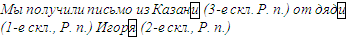 Мы получили письмо из Казани (3-е скл. Р. п.) от дяди
(1-е скл., Р. п.) Игоря (2-е скл., Р. п.)